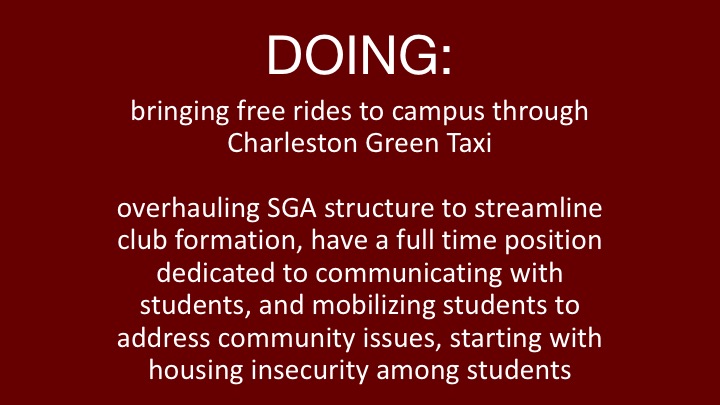 DOING:
bringing free rides to campus through
Charleston Green Taxi
overhauling SGA structure to streamline
club formation, have a full time position
dedicated to communicating with
students, and mobilizing students to
address community issues, starting with
housing insecurity among students